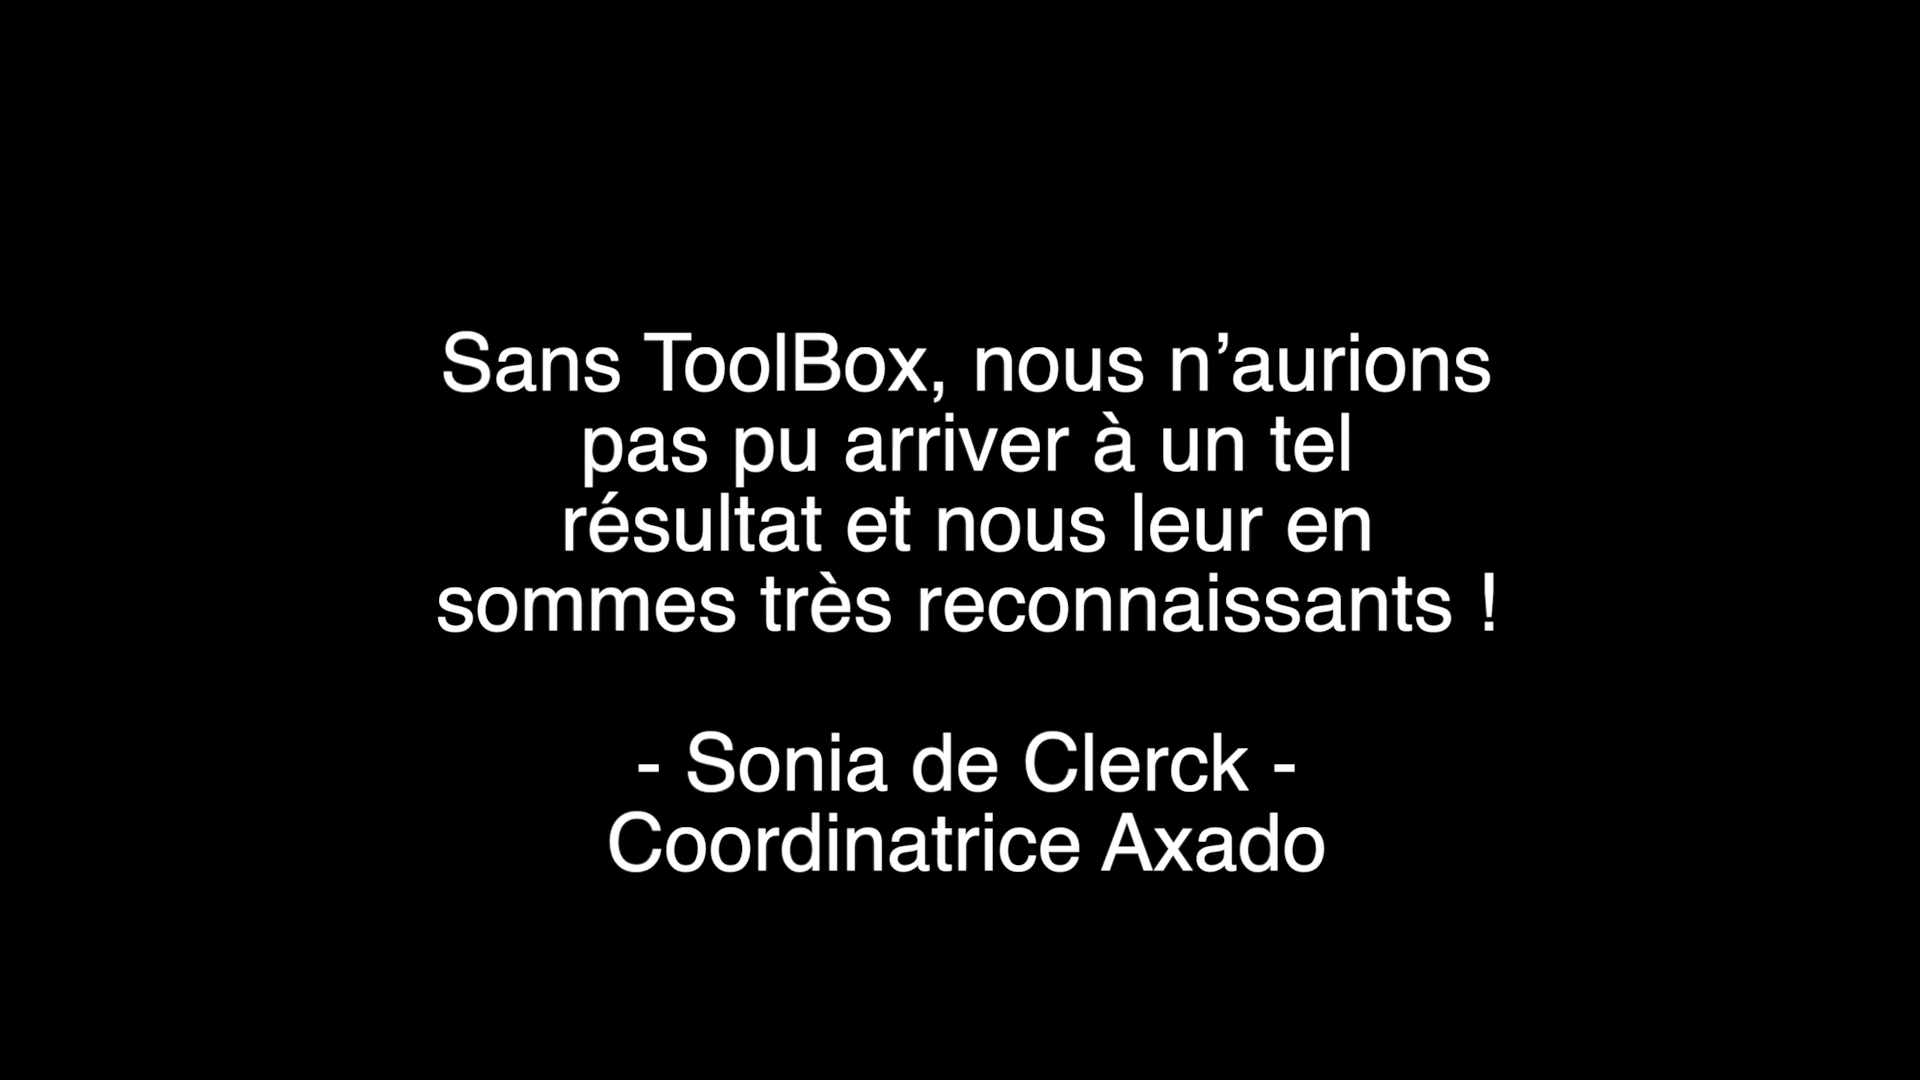 Sans ToolBox, nous n’aurions
pas pu arriver à un tel
résultat et nous leur en
sommes très reconnaissants !
- Sonia de Clerck -
Coordinatrice Axado